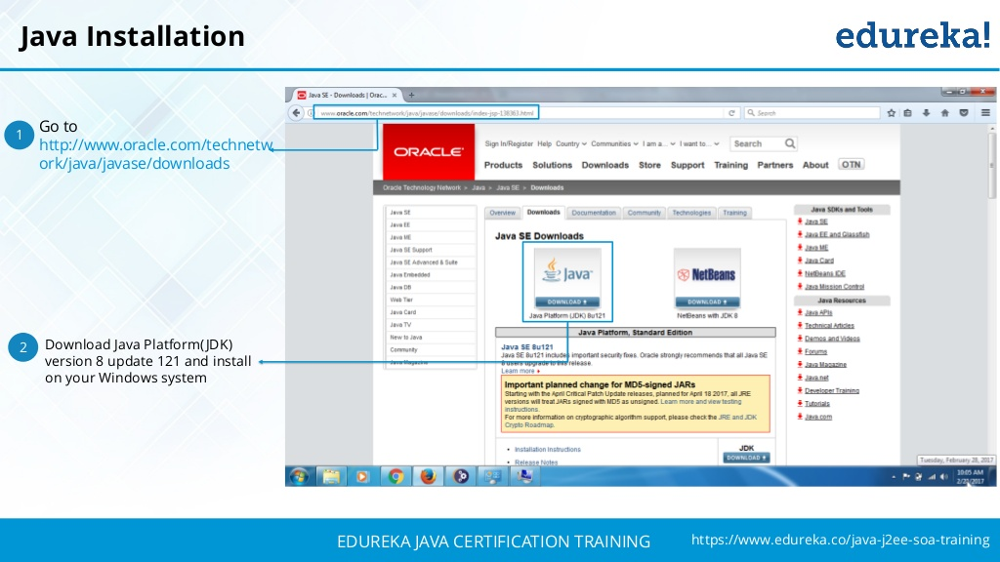 Java Installation
edureka!
1
Go to
http://www.oracle.com/technetw
ork/java/javase/downloads
2
Download Java Platform(JDK)
version 8 update 121 and install
on your Windows system
Java SE - Downloads | Orac...
www.oracle.com/technetwork/java/javase/downloads/index-jsp-138363.html
Search
ORACLE
Sign In/Register Help Country Communities I am a... I want to... Search
Products Solutions Downloads Store Support Training Partners About OTN
Oracle Technology Network > Java > Java SE > Downloads
Java SE
Java EE
Java ME
Java SE Support
Java SE Advanced & Suite
Java Embedded
Java DB
Web Tier
Java Card
Java TV
New to Java
Community
Java Magazine
Overview Downloads Documentation Community Technologies Training
Java SE Downloads
Java
DOWNLOAD
Java Platform (JDK) 8u121
NetBeans
DOWNLOAD
NetBeans with JDK 8
Java Platform, Standard Edition
Java SE 8u121
Java SE 8u121 includes important security fixes. Oracle strongly recommends that all Java SE
8 users upgrade to this release.
Learn more
Important planned change for MD5-signed JARs
Starting with the April Critical Patch Update releases, planned for April 18 2017, all JRE
versions will treat JARs signed with MD5 as unsigned. Learn more and view testing
instructions.
For more information on cryptographic algorithm support, please check the JRE and JDK
Crypto Roadmap.
• Installation Instructions
• Release Notes
JDK
DOWNLOAD
Java SDKs and Tools
Java SE
Java EE and Glassfish
Java ME
Java Card
NetBeans IDE
Java Mission Control
Java Resources
Java APIs
Technical Articles
Demos and Videos
Forums
Java Magazine
Java.net
Developer Training
Tutorials
Java.com
Tuesday, February 28, 2017
10:05 AM
EDUREKA JAVA CERTIFICATION TRAINING
https://www.edureka.co/java-j2ee-soa-training